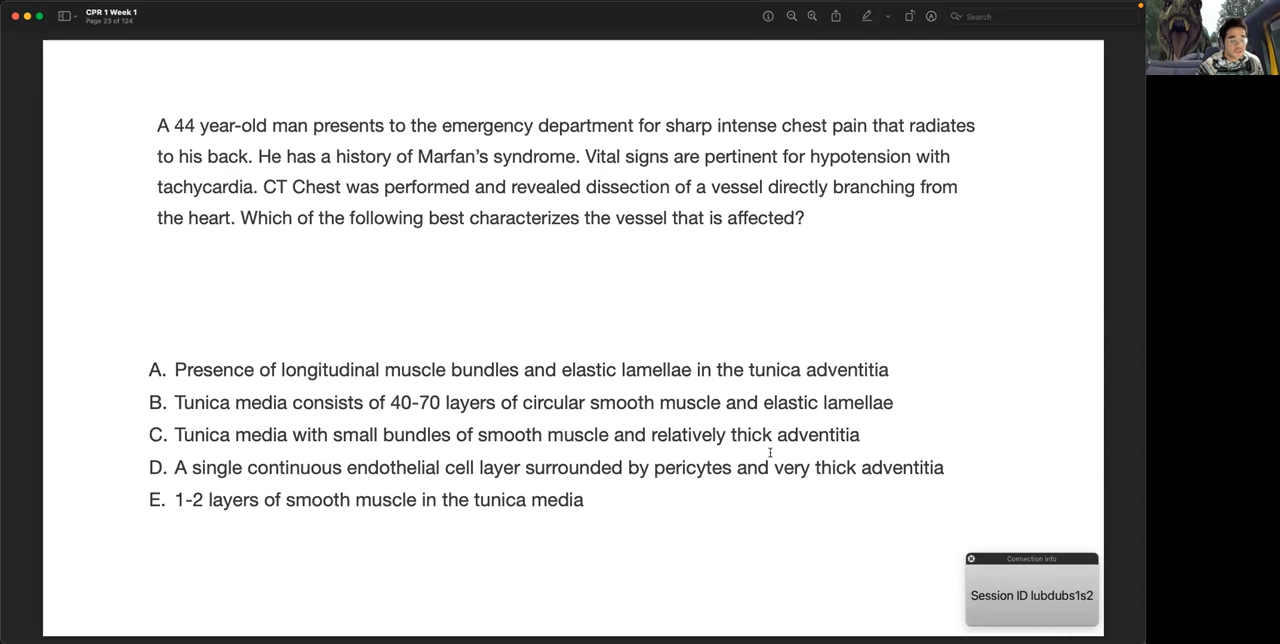 CPR 1 Week 1
Page 23 of 124
Search
A 44 year-old man presents to the emergency department for sharp intense chest pain that radiates
to his back. He has a history of Marfan's syndrome. Vital signs are pertinent for hypotension with
tachycardia. CT Chest was performed and revealed dissection of a vessel directly branching from
the heart. Which of the following best characterizes the vessel that is affected?
A. Presence of longitudinal muscle bundles and elastic lamellae in the tunica adventitia
B. Tunica media consists of 40-70 layers of circular smooth muscle and elastic lamellae
C. Tunica media with small bundles of smooth muscle and relatively thick adventitia
D. A single continuous endothelial cell layer surrounded by pericytes and very thick adventitia
E. 1-2 layers of smooth muscle in the tunica media
Connection Info
Session ID lubdubs1s2